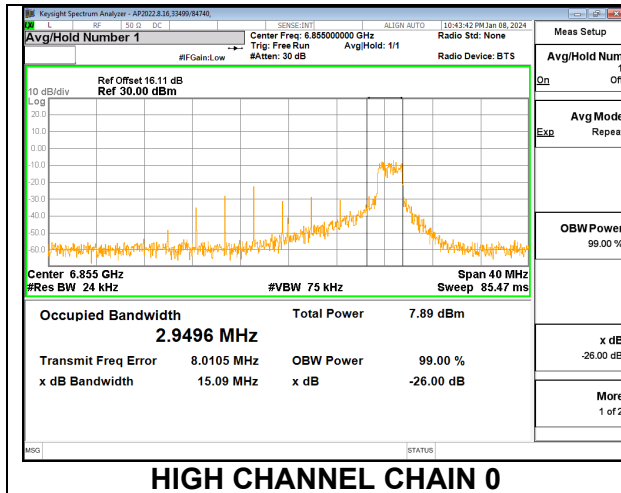 Keysight Spectrum Analyzer - AP2022.8.16,33499/84740,
L RF 50 Ω DC SENSE:INT ALIGN AUTO 10:43:42 PM Jan 08, 2024
Avg/Hold Number 1
Center Freq: 6.855000000 GHz Radio Std: None
Trig: Free Run Avg|Hold: 1/1
#IFGain:Low #Atten: 30 dB Radio Device: BTS
Ref Offset 16.11 dB
10 dB/div Ref 30.00 dBm
Log
20.0
10.0
0.00
-10.0
-20.0
-30.0
-40.0
-50.0
-60.0
Center 6.855 GHz Span 40 MHz
#Res BW 24 kHz #VBW 75 kHz Sweep 85.47 ms
Occupied Bandwidth Total Power 7.89 dBm
2.9496 MHz
Transmit Freq Error 8.0105 MHz OBW Power 99.00 %
x dB Bandwidth 15.09 MHz x dB -26.00 dB
MSG STATUS
Meas Setup
Avg/Hold Num
1
On Of
Avg Mode
Exp Repea
OBW Power
99.00 %
x dB
-26.00 dB
More
1 of 2
HIGH CHANNEL CHAIN 0